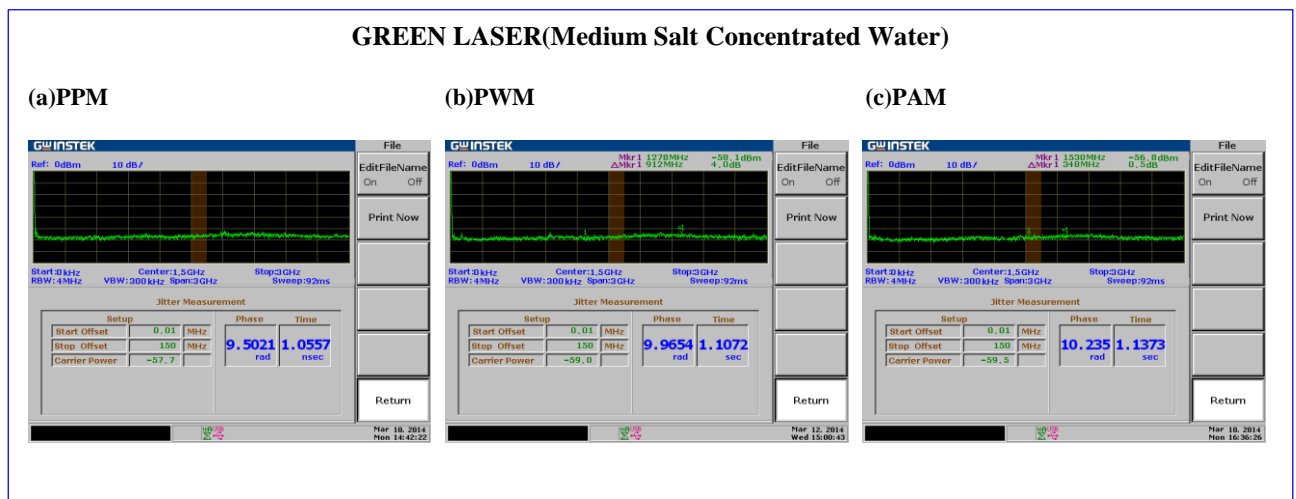 GREEN LASER(Medium Salt Concentrated Water)
(a)PPM
(b)PWM
(c)PAM
GWINSTEK
File
Ref: 0dBm 10 dB/
EditFileName
On Off
Print Now
Start:0kHz Center:1.5GHz Stop:3GHz
RBW:4MHz VBW:300kHz Span:3GHz Sweep:92ms
Jitter Measurement
Setup Phase Time
Start Offset 0.01 MHz
Stop Offset 150 MHz
Carrier Power -57.7
9.5021 1.0557
rad nsec
Return
Mar 10, 2014
Mon 14:42:22
GWINSTEK
File
Ref: 0dBm 10 dB/
Mkr1 1278MHz -58.1dBm
ΔMkr1 912MHz 4.0dB
EditFileName
On Off
Print Now
Start:0kHz Center:1.5GHz Stop:3GHz
RBW:4MHz VBW:300kHz Span:3GHz Sweep:92ms
Jitter Measurement
Setup Phase Time
Start Offset 0.01 MHz
Stop Offset 150 MHz
Carrier Power -59.0
9.9654 1.1072
rad sec
Return
Mar 12, 2014
Wed 15:00:43
GWINSTEK
File
Ref: 0dBm 10 dB/
Mkr1 1530MHz -56.8dBm
ΔMkr1 348MHz 0.5dB
EditFileName
On Off
Print Now
Start:0kHz Center:1.5GHz Stop:3GHz
RBW:4MHz VBW:300kHz Span:3GHz Sweep:92ms
Jitter Measurement
Setup Phase Time
Start Offset 0.01 MHz
Stop Offset 150 MHz
Carrier Power -59.5
10.235 1.1373
rad sec
Return
Mar 10, 2014
Mon 16:36:26